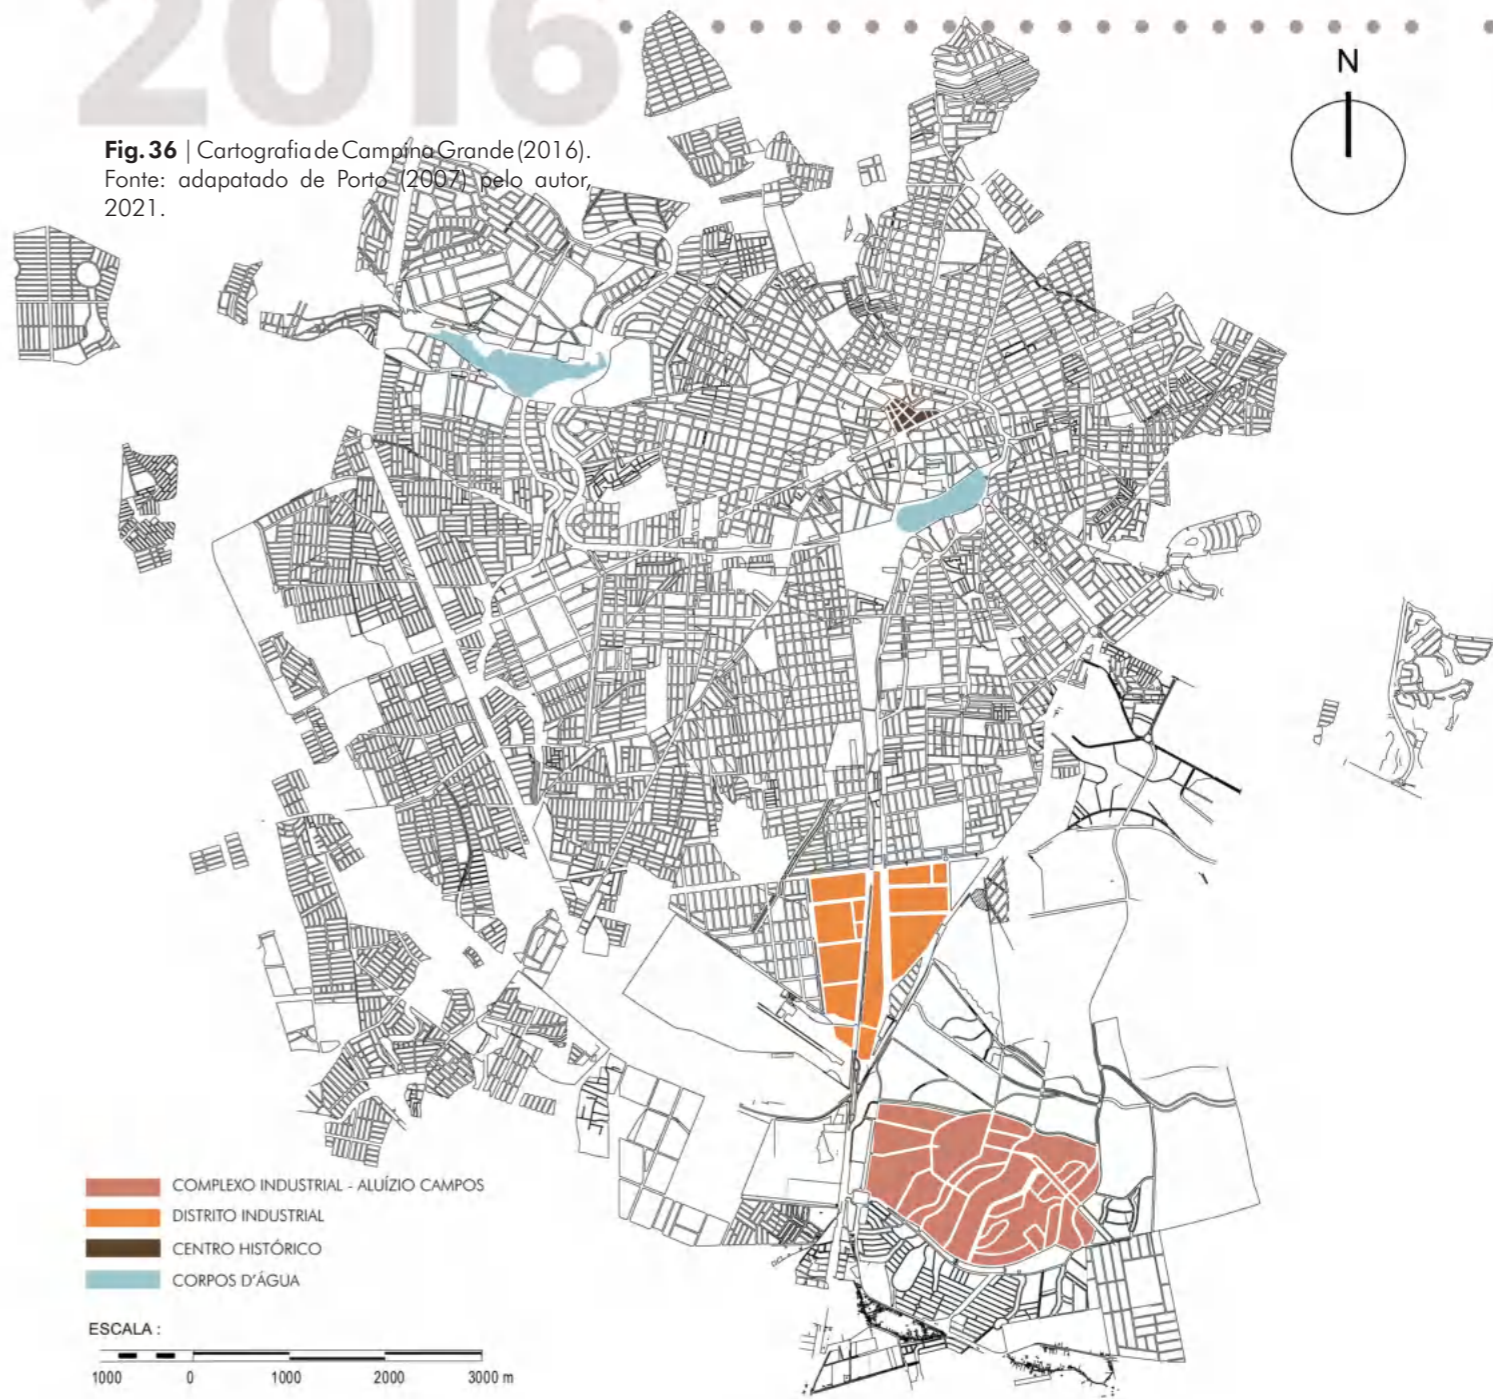 2016
N
Fig. 36 | Cartografia de Campina Grande (2016).
Fonte: adapatado de Porto (2007) pelo autor,
2021.
COMPLEXO INDUSTRIAL - ALUÍZIO CAMPOS
DISTRITO INDUSTRIAL
CENTRO HISTÓRICO
CORPOS D'ÁGUA
ESCALA :
1000 0 1000 2000 3000 m